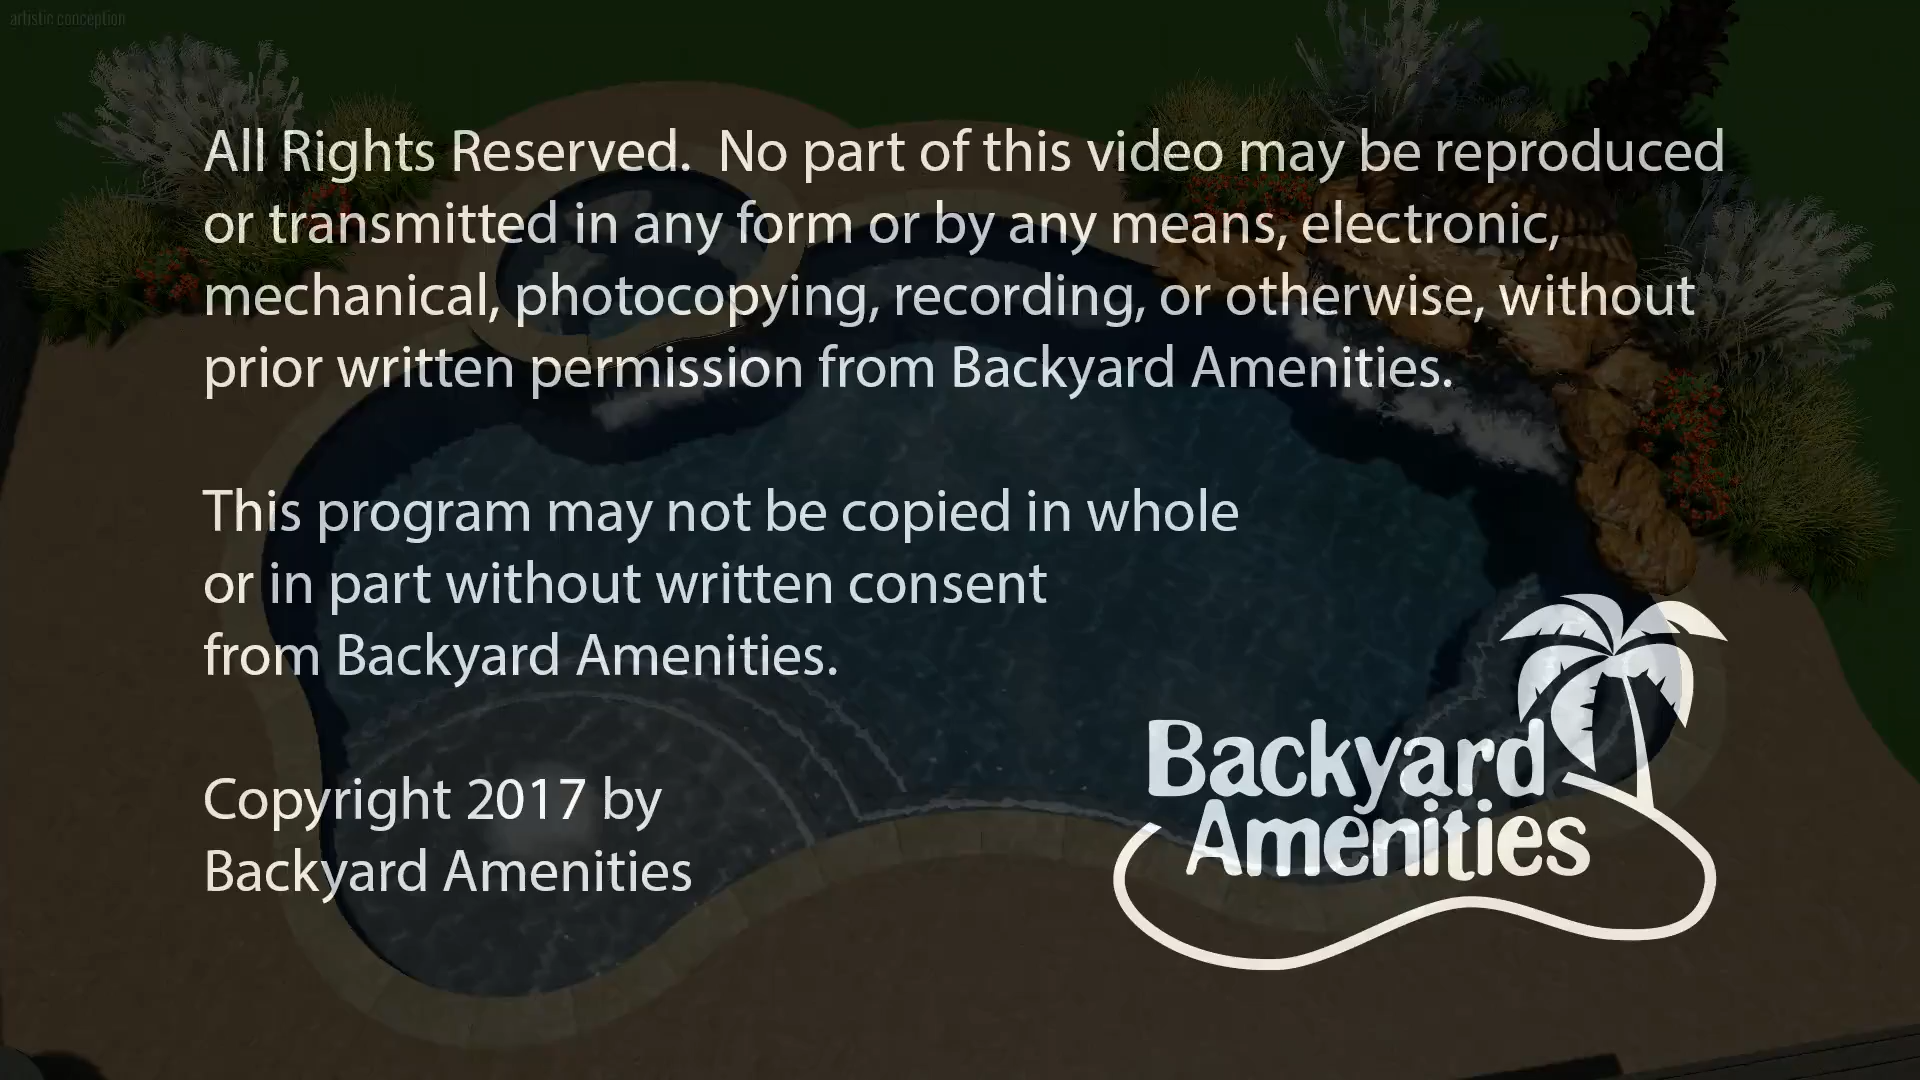 artistic conception
All Rights Reserved.  No part of this video may be reproduced
or transmitted in any form or by any means, electronic,
mechanical, photocopying, recording, or otherwise, without
prior written permission from Backyard Amenities.
This program may not be copied in whole
or in part without written consent
from Backyard Amenities.
Copyright 2017 by
Backyard Amenities
Backyard
Amenities